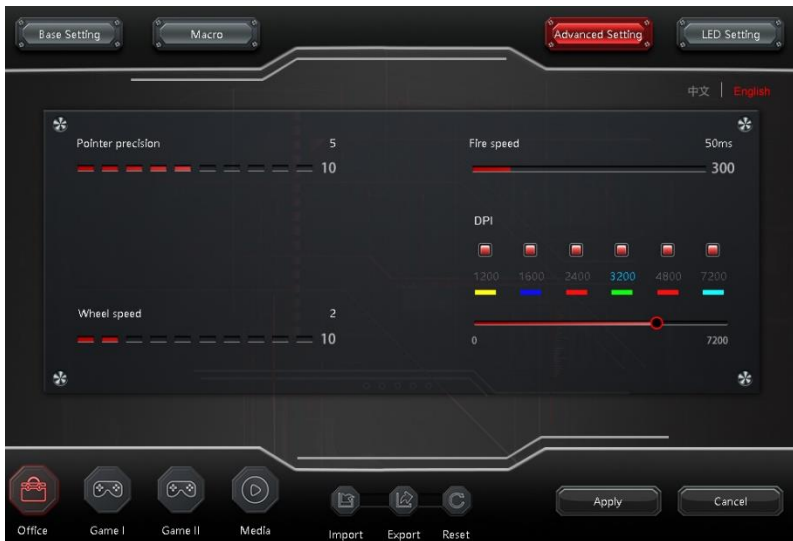 Base Setting
Macro
Advanced Setting
LED Setting
中文 | English
Pointer precision 5
10
Fire speed 50ms
300
DPI
1200 1600 2400 3200 4800 7200
Wheel speed 2
10
0 7200
Office
Game I
Game II
Media
Import
Export
Reset
Apply
Cancel